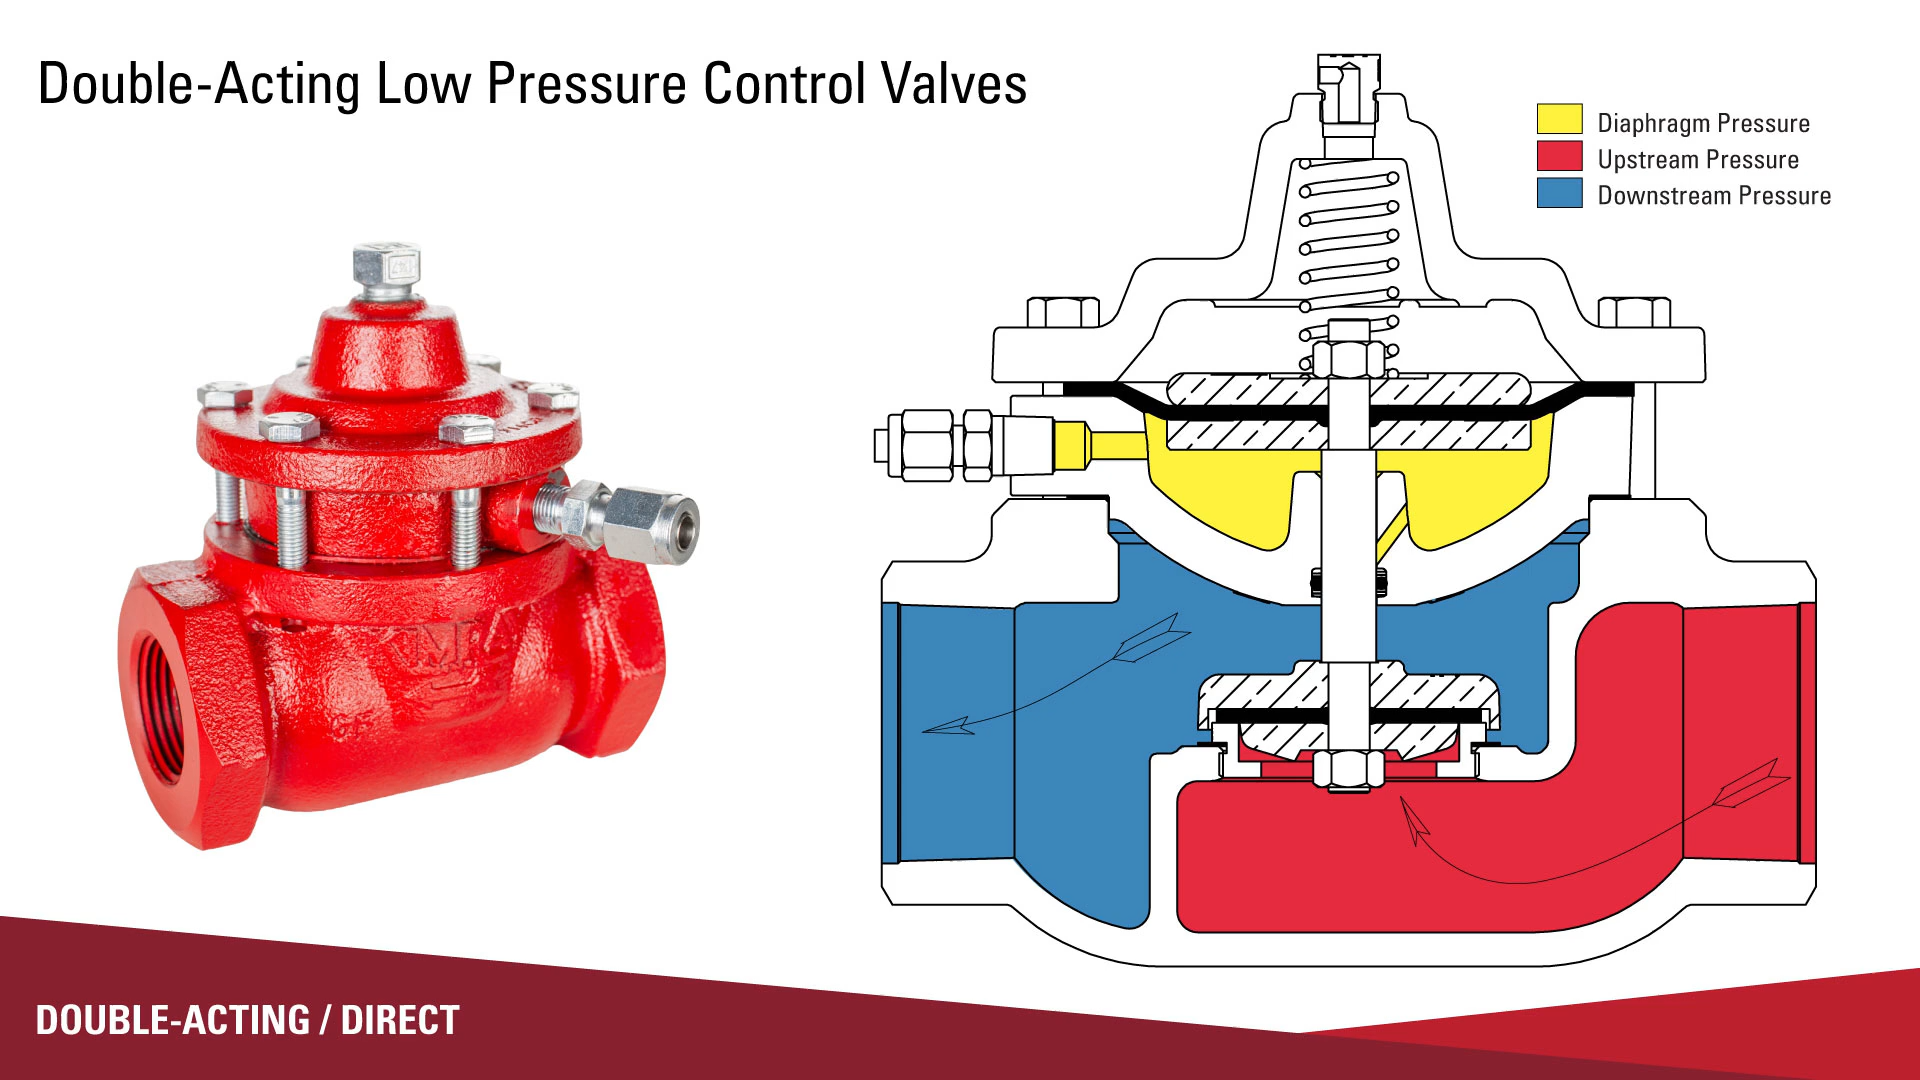 Double-Acting Low Pressure Control Valves
Diaphragm Pressure
Upstream Pressure
Downstream Pressure
DOUBLE-ACTING / DIRECT